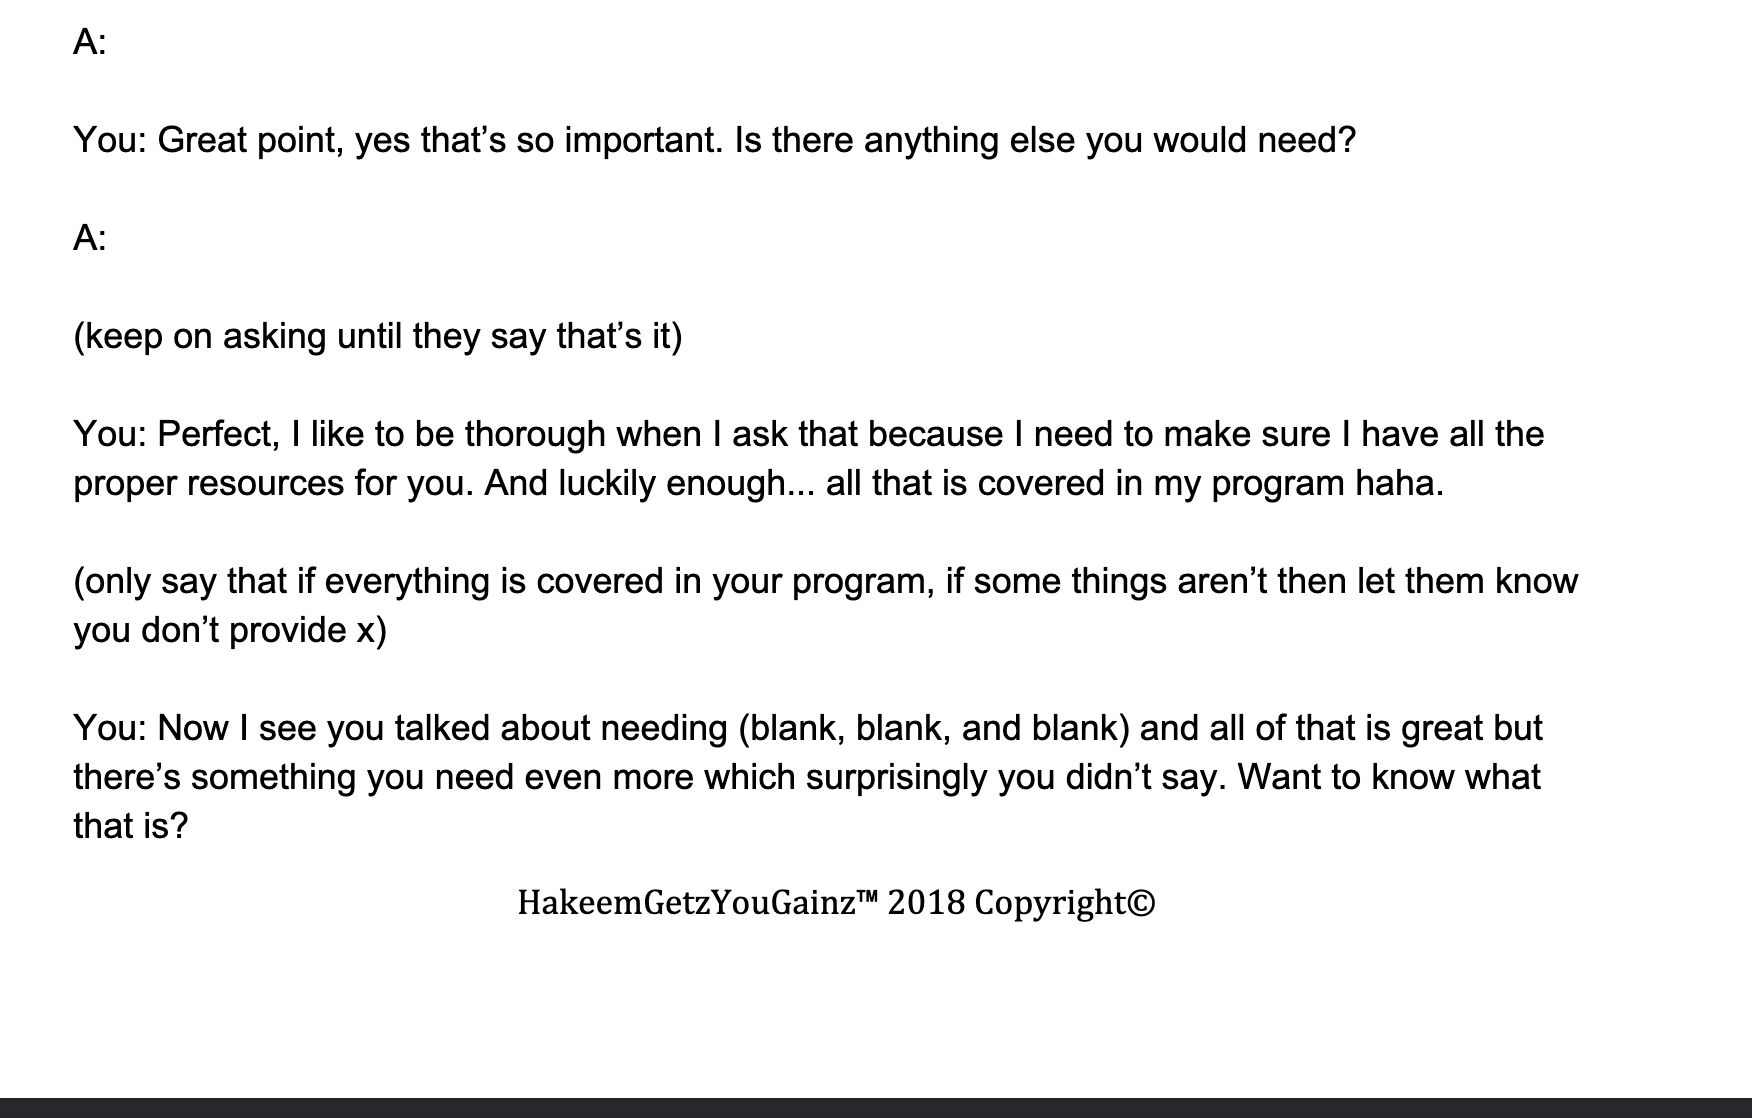 A:
You: Great point, yes that’s so important. Is there anything else you would need?
A:
(keep on asking until they say that’s it)
You: Perfect, I like to be thorough when I ask that because I need to make sure I have all the
proper resources for you. And luckily enough... all that is covered in my program haha.
(only say that if everything is covered in your program, if some things aren’t then let them know
you don’t provide x)
You: Now I see you talked about needing (blank, blank, and blank) and all of that is great but
there’s something you need even more which surprisingly you didn’t say. Want to know what
that is?
HakeemGetzYouGainz™ 2018 Copyright©